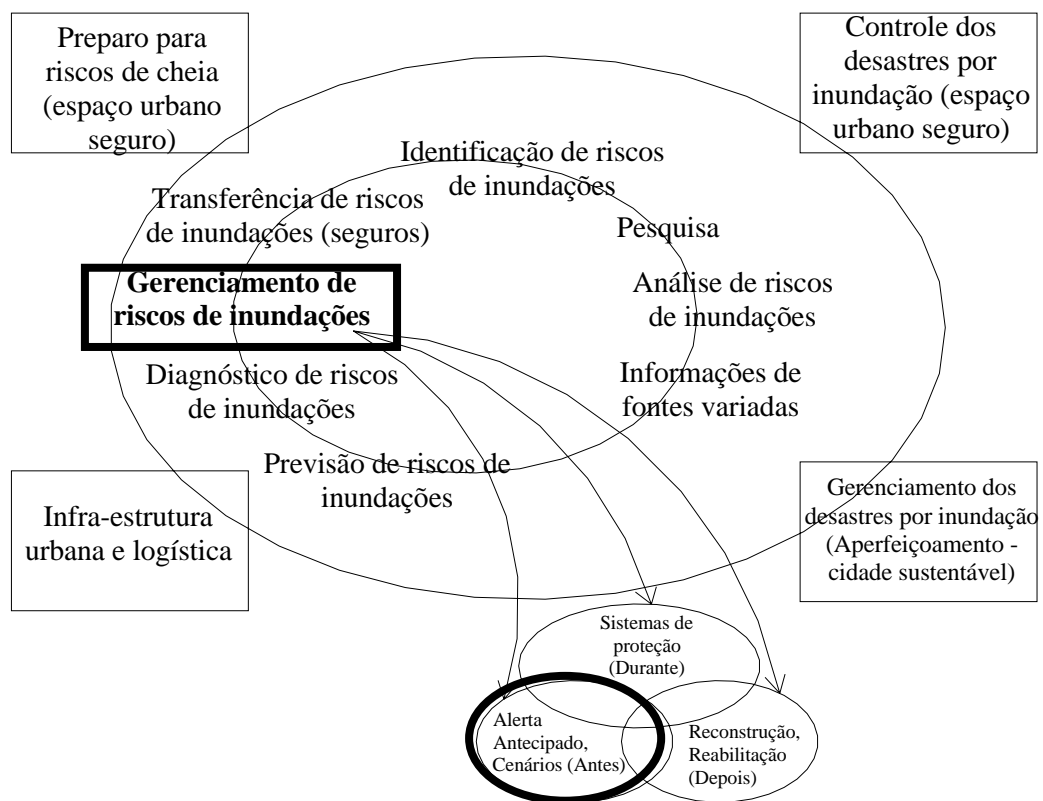 Preparo para
riscos de cheia
(espaço urbano
seguro)
Controle dos
desastres por
inundação (espaço
urbano seguro)
Identificação de riscos
de inundações
Transferência de riscos
de inundações (seguros)
Pesquisa
Gerenciamento de
riscos de inundações
Análise de riscos
de inundações
Diagnóstico de riscos
de inundações
Informações de
fontes variadas
Previsão de riscos de
inundações
Infra-estrutura
urbana e logística
Gerenciamento dos
desastres por inundação
(Aperfeiçoamento -
cidade sustentável)
Sistemas de
proteção
(Durante)
Alerta
Antecipado,
Cenários (Antes)
Reconstrução,
Reabilitação
(Depois)